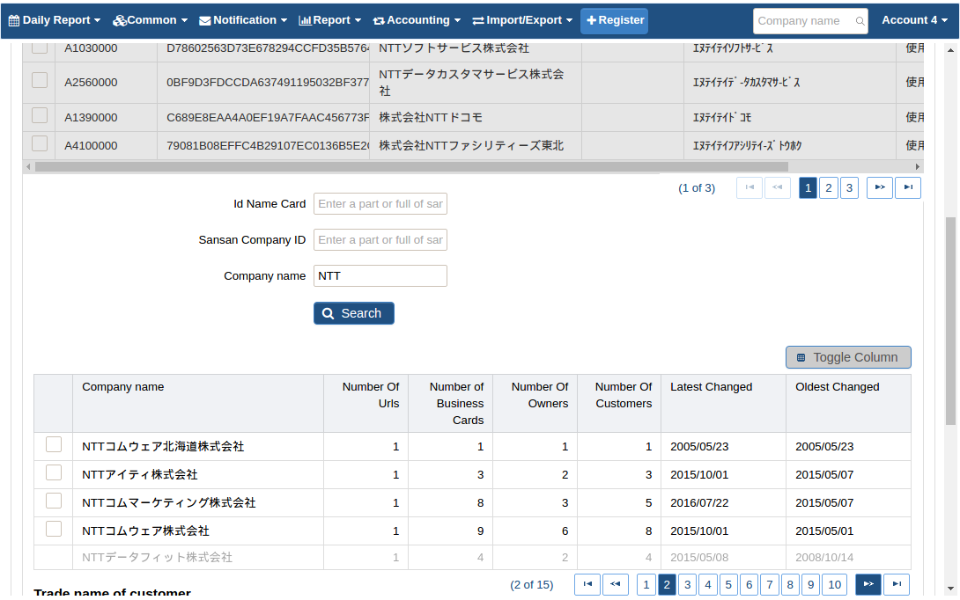 Daily Report Common Notification Report Accounting Import/Export Register Company name Account 4
A1030000 D78602563D73E678294CCFD35B576 NTTソフトサービス株式会社 ｴﾇﾃｲﾃｲｿﾌﾄｻｰﾋﾞｽ 使用
A2560000 0BF9D3FDCCDA637491195032BF377 NTTデータカスタマサービス株式会
社 ｴﾇﾃｲﾃｲﾃﾞｰﾀｶｽﾀﾏｻｰﾋﾞｽ 使用
A1390000 C689E8EAA4A0EF19A7FAAC456773F 株式会社NTTドコモ ｴﾇﾃｲﾃｲﾄﾞｺﾓ 使用
A4100000 79081B08EFFC4B29107EC0136B5E2 株式会社NTTファシリティーズ東北 ｴﾇﾃｲﾃｲﾌｱｼﾘﾃｲｰｽﾞﾄｳﾎｸ 使用
(1 of 3) 1 2 3
Id Name Card Enter a part or full of sar
Sansan Company ID Enter a part or full of sar
Company name NTT
Search
Toggle Column
Company name Number Of Urls Number of Business Cards Number Of Owners Number Of Customers Latest Changed Oldest Changed
NTTコムウェア北海道株式会社 1 1 1 1 2005/05/23 2005/05/23
NTTアイティ株式会社 1 3 2 3 2015/10/01 2015/05/07
NTTコムマーケティング株式会社 1 8 3 5 2016/07/22 2015/05/07
NTTコムウェア株式会社 1 9 6 8 2015/10/01 2015/05/01
NTTデータフィット株式会社 1 4 2 4 2015/05/08 2008/10/14
(2 of 15) 1 2 3 4 5 6 7 8 9 10
Trade name of customer